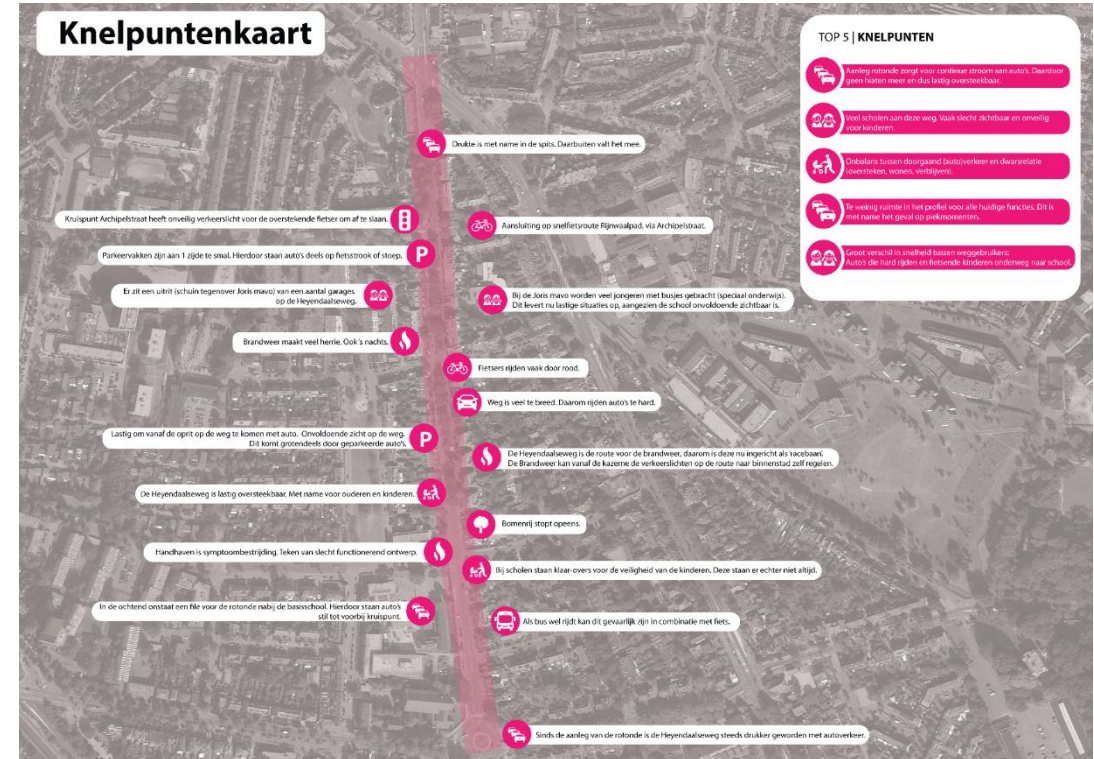 Knelpuntenkaart
TOP 5 | KNELPUNTEN
Aanleg rotonde zorgt voor continue stroom aan auto's. Daardoor
geen hiaten meer en dus lastig oversteekbaar.
Veel scholen aan deze weg. Vaak slecht zichtbaar en onveilig
voor kinderen.
Onbalans tussen doorgaand (auto)verkeer en dwarsrelatie
(oversteken, wonen, verblijven).
Te weinig ruimte in het profiel voor alle huidige functies. Dit is
met name het geval op piekmomenten.
Groot verschil in snelheid tussen weggebruikers:
Auto's die hard rijden en fietsende kinderen onderweg naar school.
Drukte is met name in de spits. Daarbuiten valt het mee.
Kruispunt Archipelstraat heeft onveilig verkeerslicht voor de overstekende fietser om af te slaan.
Aansluiting op snelfietsroute Rijnwaalpad, via Archipelstraat.
Parkeervakken zijn aan 1 zijde te smal. Hierdoor staan auto's deels op fietsstrook of stoep.
P
Er zit een uitrit (schuin tegenover Joris mavo) van een aantal garages
op de Heyendaalseweg.
Bij de Joris mavo worden veel jongeren met busjes gebracht (speciaal onderwijs).
Dit levert nu lastige situaties op, aangezien de school onvoldoende zichtbaar is.
Brandweer maakt veel herrie. Ook 's nachts.
Fietsers rijden vaak door rood.
Weg is veel te breed. Daarom rijden auto's te hard.
Lastig om vanaf de oprit op de weg te komen met auto. Onvoldoende zicht op de weg.
Dit komt grotendeels door geparkeerde auto's.
P
De Heyendaalseweg is de route voor de brandweer, daarom is deze nu ingericht als 'racebaan'.
De Brandweer kan vanaf de kazerne de verkeerslichten op de route naar binnenstad zelf regelen.
De Heyendaalseweg is lastig oversteekbaar. Met name voor ouderen en kinderen.
Bomenrij stopt opeens.
Handhaven is symptoombestrijding. Teken van slecht functionerend ontwerp.
Bij scholen staan klaar-overs voor de veiligheid van de kinderen. Deze staan er echter niet altijd.
In de ochtend onstaat een file voor de rotonde nabij de basisschool. Hierdoor staan auto's
stil tot voorbij kruispunt.
Als bus wel rijdt kan dit gevaarlijk zijn in combinatie met fiets.
Sinds de aanleg van de rotonde is de Heyendaalseweg steeds drukker geworden met autoverkeer.